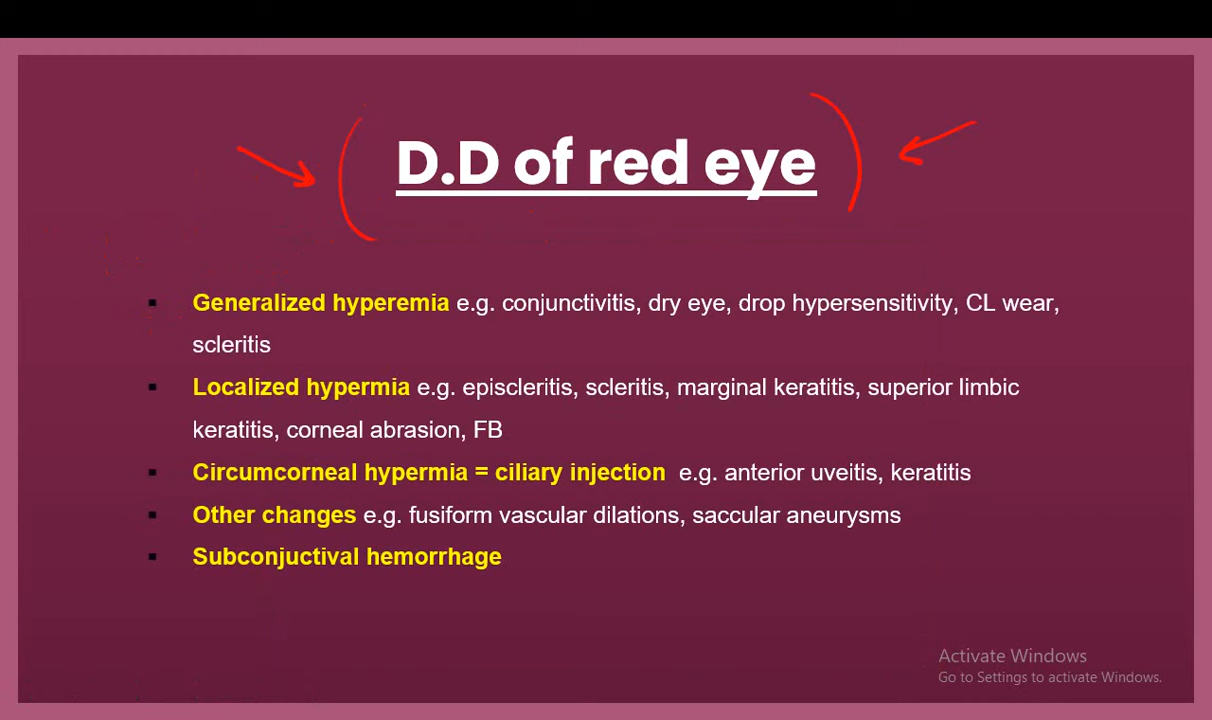 D.D of red eye
▪ Generalized hyperemia e.g. conjunctivitis, dry eye, drop hypersensitivity, CL wear,
scleritis
▪ Localized hypermia e.g. episcleritis, scleritis, marginal keratitis, superior limbic
keratitis, corneal abrasion, FB
▪ Circumcorneal hypermia = ciliary injection e.g. anterior uveitis, keratitis
▪ Other changes e.g. fusiform vascular dilations, saccular aneurysms
▪ Subconjuctival hemorrhage
Activate Windows
Go to Settings to activate Windows.